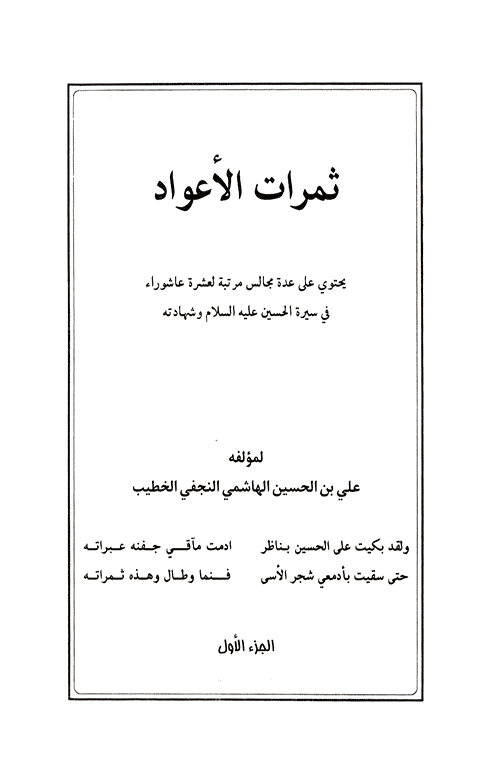 ثمرات الأعواد
يحتوي على عدة مجالس مرتبة لعشرة عاشوراء
في سيرة الحسين عليه السلام وشهادته
لمؤلفه
علي بن الحسين الهاشمي النجفي الخطيب
ولقد بكيت على الحسين بناظر ادمت مآقي جفنه عبراته
حتى سقيت بأدمعي شجر الأسى فنما وطال وهذه ثمراته
الجزء الأول